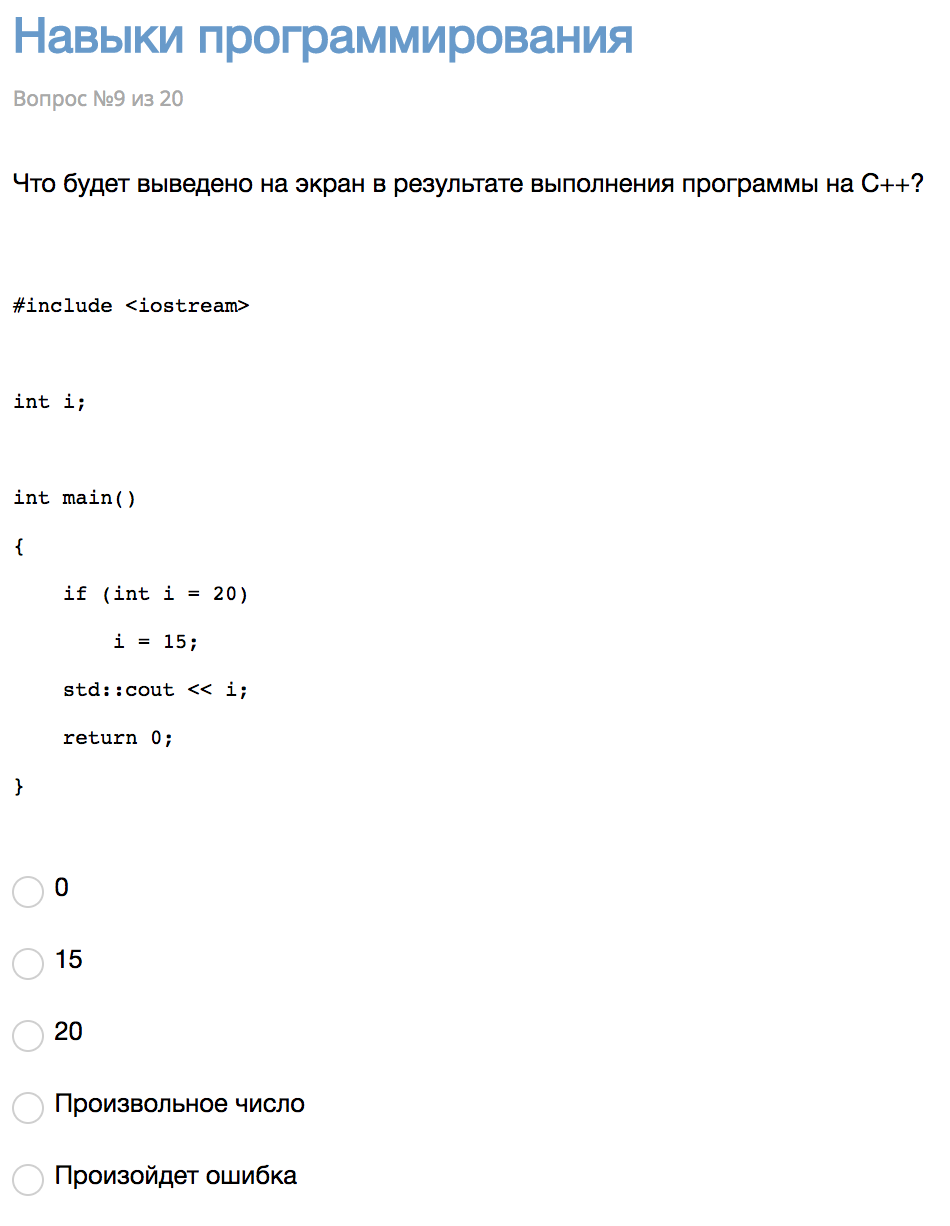 Навыки программирования
Вопрос №9 из 20
Что будет выведено на экран в результате выполнения программы на C++?
#include <iostream>
int i;
int main()
{
    if (int i = 20)
        i = 15;
    std::cout << i;
    return 0;
}
0
15
20
Произвольное число
Произойдет ошибка